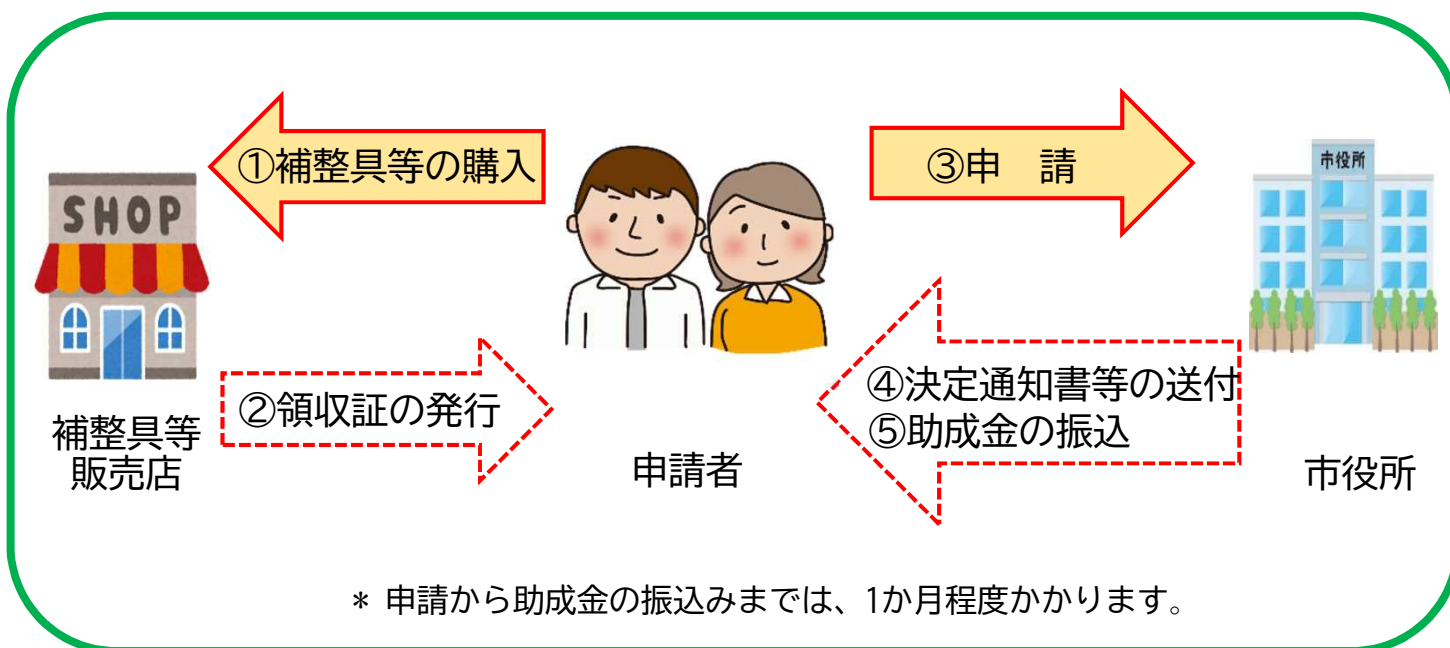 ①補整具等の購入
③申　請
市役所
SHOP
②領収証の発行
④決定通知書等の送付
⑤助成金の振込
補整具等
販売店
申請者
市役所
* 申請から助成金の振込みまでは、1か月程度かかります。